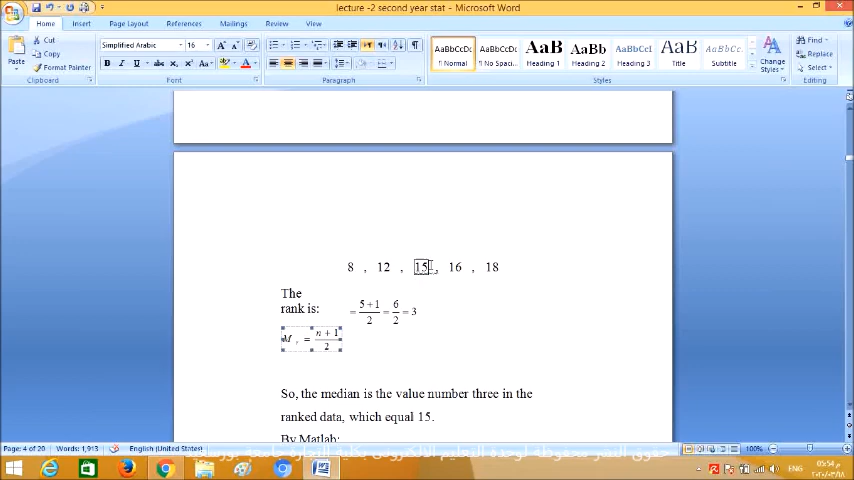 lecture -2 second year stat - Microsoft Word
Home Insert Page Layout References Mailings Review View
Cut
Copy
Format Painter
Paste
Clipboard
Simplified Arabic 16
Font
Paragraph
AaBbCcDc AaBbCcDc AaB AaBb AaBbCcl AaB AaBbCcDc
¶ Normal ¶ No Spaci... Heading 1 Heading 2 Heading 3 Title Subtitle
Change Styles
Styles
Find
Replace
Select
Editing
8 , 12 , 15 , 16 , 18
The
rank is:
= 5 + 1 / 2 = 6 / 2 = 3
M r = n + 1 / 2
So, the median is the value number three in the
ranked data, which equal 15.
By Matlab:
Page: 4 of 20 Words: 1,913 English (United States) 100%
ENG 05:54 م